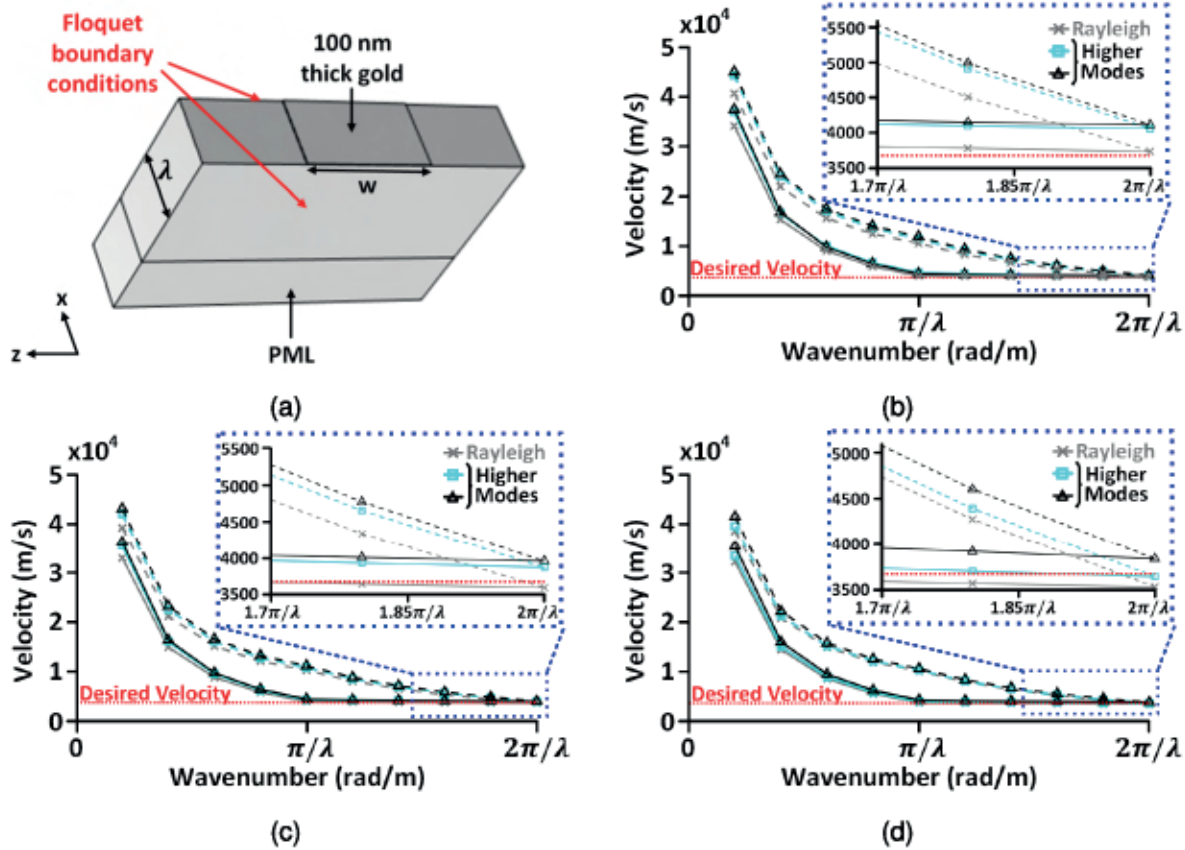 Floquet
boundary
conditions
100 nm
thick gold
λ
w
x
z
PML
(a)
x10⁴
5
4
3
2
1
0
Velocity (m/s)
Desired Velocity
0
π/λ
2π/λ
Wavenumber (rad/m)
5500
5000
4500
4000
3500
1.7π/λ
1.85π/λ
2π/λ
Rayleigh
Higher
Modes
(b)
x10⁴
5
4
3
2
1
0
Velocity (m/s)
Desired Velocity
0
π/λ
2π/λ
Wavenumber (rad/m)
5500
5000
4500
4000
3500
1.7π/λ
1.85π/λ
2π/λ
Rayleigh
Higher
Modes
(c)
x10⁴
5
4
3
2
1
0
Velocity (m/s)
Desired Velocity
0
π/λ
2π/λ
Wavenumber (rad/m)
5000
4500
4000
3500
1.7π/λ
1.85π/λ
2π/λ
Rayleigh
Higher
Modes
(d)